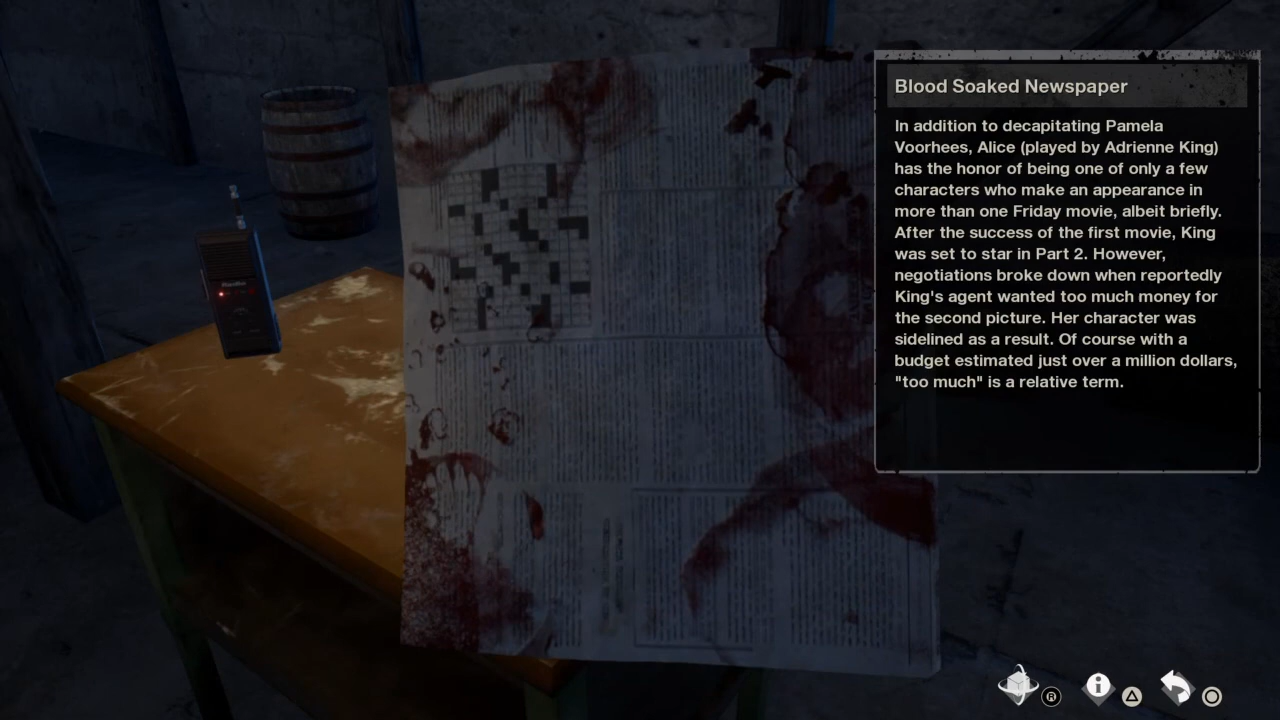 Blood Soaked Newspaper
In addition to decapitating Pamela
Voorhees, Alice (played by Adrienne King)
has the honor of being one of only a few
characters who make an appearance in
more than one Friday movie, albeit briefly.
After the success of the first movie, King
was set to star in Part 2. However,
negotiations broke down when reportedly
King's agent wanted too much money for
the second picture. Her character was
sidelined as a result. Of course with a
budget estimated just over a million dollars,
"too much" is a relative term.
R